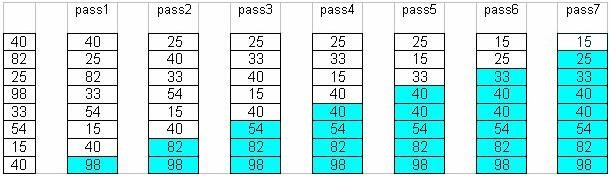 pass1 pass2 pass3 pass4 pass5 pass6 pass7
40 40 25 25 25 25 15 15
82 25 40 33 33 15 25 25
25 82 33 40 15 33 33 33
98 33 54 15 40 40 40 40
33 54 15 40 40 40 40 40
54 15 40 54 54 54 54 54
15 40 82 82 82 82 82 82
40 98 98 98 98 98 98 98